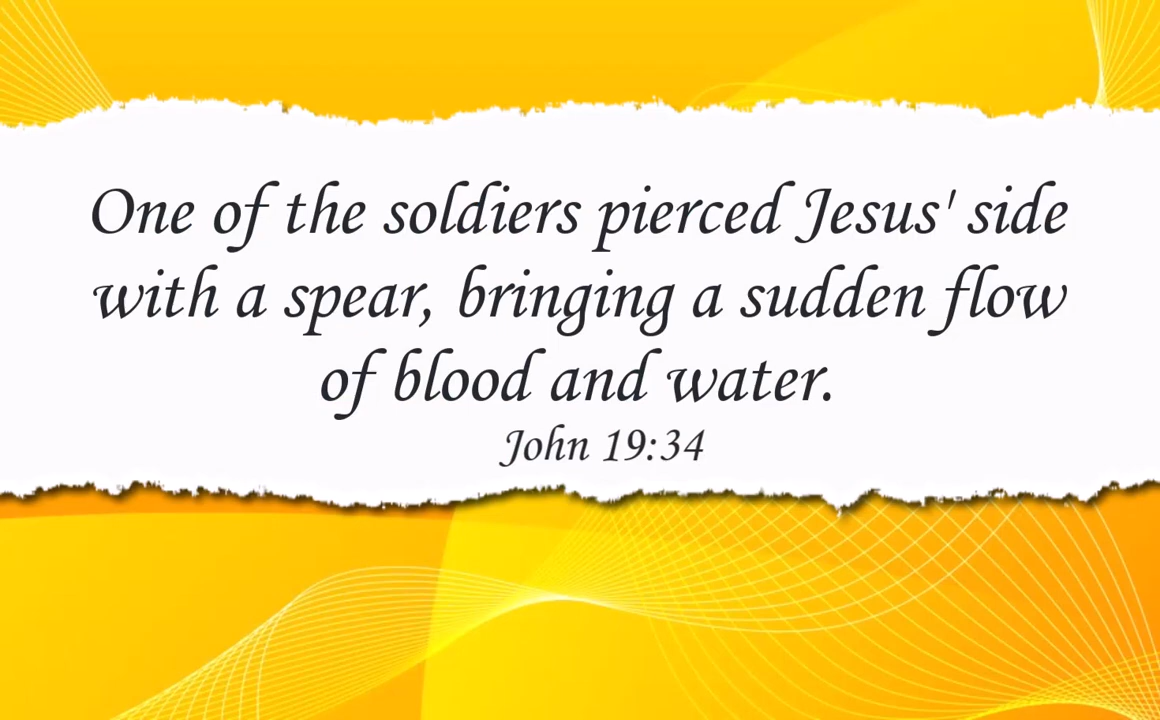 One of the soldiers pierced Jesus' side
with a spear, bringing a sudden flow
of blood and water.
John 19:34